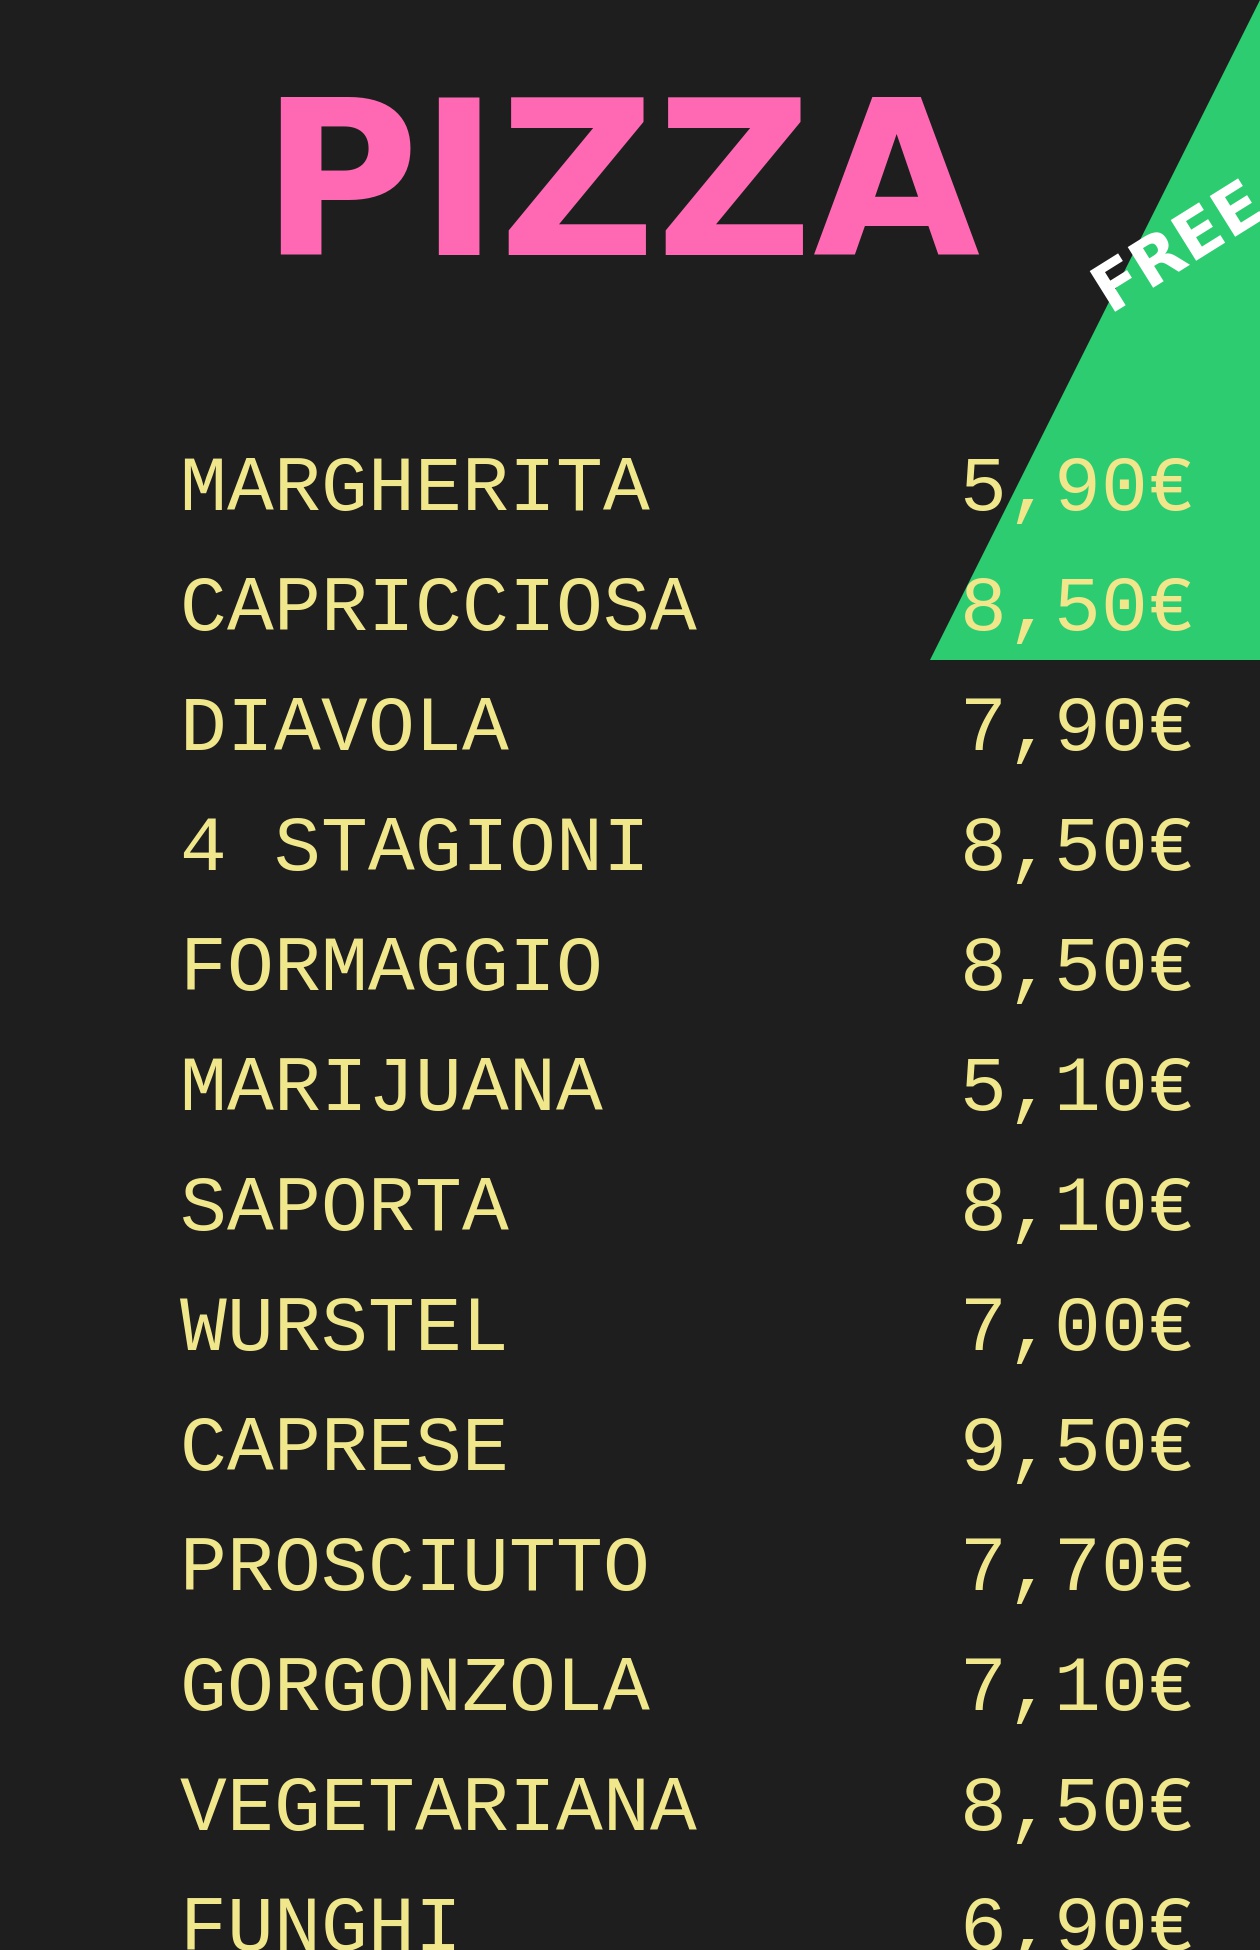 PIZZA
FREE
MARGHERITA 5,90€
CAPRICCIOSA 8,50€
DIAVOLA 7,90€
4 STAGIONI 8,50€
FORMAGGIO 8,50€
MARIJUANA 5,10€
SAPORTA 8,10€
WURSTEL 7,00€
CAPRESE 9,50€
PROSCIUTTO 7,70€
GORGONZOLA 7,10€
VEGETARIANA 8,50€
FUNGHI 6,90€